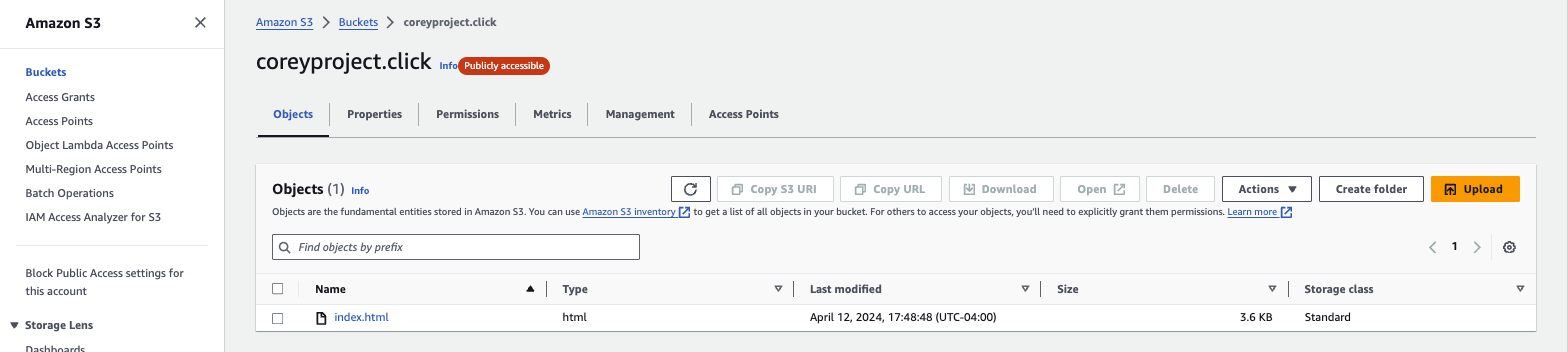 Amazon S3
Buckets
Access Grants
Access Points
Object Lambda Access Points
Multi-Region Access Points
Batch Operations
IAM Access Analyzer for S3
Block Public Access settings for
this account
Storage Lens
Dashboards
Amazon S3 > Buckets > coreyproject.click
coreyproject.click Info Publicly accessible
Objects Properties Permissions Metrics Management Access Points
Objects (1) Info Copy S3 URI Copy URL Download Open Delete Actions Create folder Upload
Objects are the fundamental entities stored in Amazon S3. You can use Amazon S3 inventory to get a list of all objects in your bucket. For others to access your objects, you'll need to explicitly grant them permissions. Learn more
Find objects by prefix 1
Name Type Last modified Size Storage class
index.html html April 12, 2024, 17:48:48 (UTC-04:00) 3.6 KB Standard